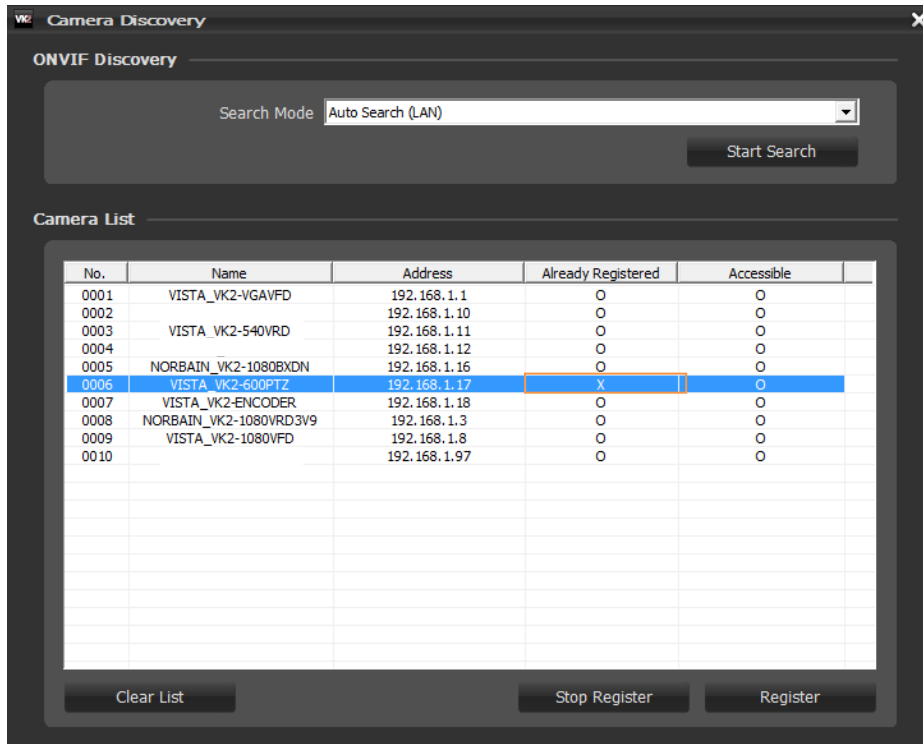 VK2 Camera Discovery X
ONVIF Discovery
Search Mode Auto Search (LAN)
Start Search
Camera List
No. Name Address Already Registered Accessible
0001 VISTA_VK2-VGAVFD 192.168.1.1 O O
0002 192.168.1.10 O O
0003 VISTA_VK2-540VRD 192.168.1.11 O O
0004 192.168.1.12 O O
0005 NORBAIN_VK2-1080BXDN 192.168.1.16 O O
0006 VISTA_VK2-600PTZ 192.168.1.17 X O
0007 VISTA_VK2-ENCODER 192.168.1.18 O O
0008 NORBAIN_VK2-1080VRD3V9 192.168.1.3 O O
0009 VISTA_VK2-1080VFD 192.168.1.8 O O
0010 192.168.1.97 O O
Clear List Stop Register Register